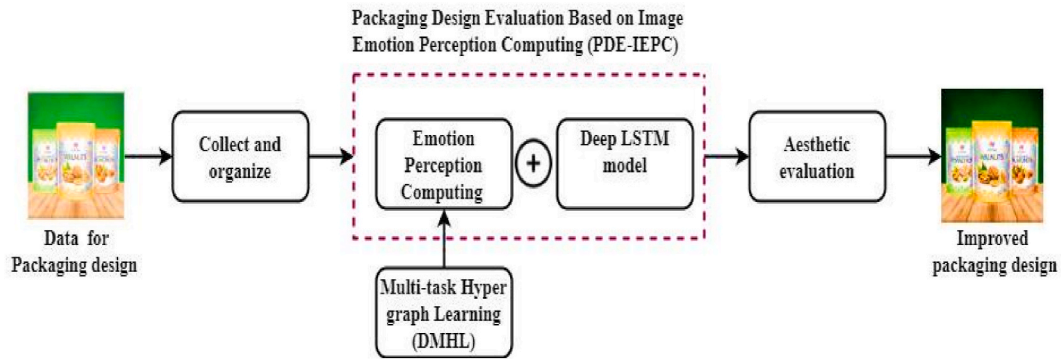 Packaging Design Evaluation Based on Image
Emotion Perception Computing (PDE-IEPC)
Collect and
organize
Emotion
Perception
Computing
+
Deep LSTM
model
Aesthetic
evaluation
Data for
Packaging design
Multi-task Hyper
graph Learning
(DMHL)
Improved
packaging design